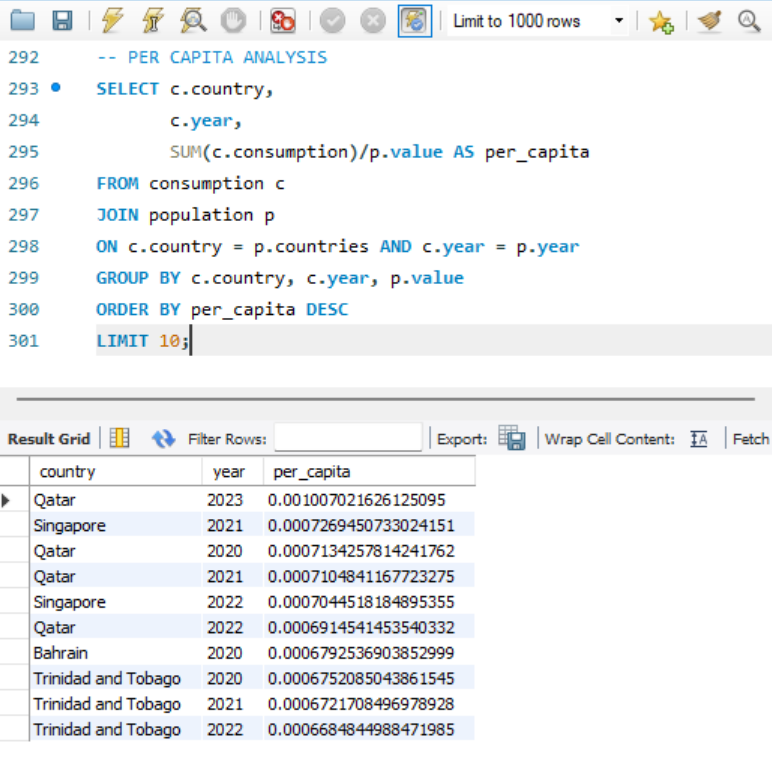 Limit to 1000 rows
292 -- PER CAPITA ANALYSIS
293 SELECT c.country,
294 c.year,
295 SUM(c.consumption)/p.value AS per_capita
296 FROM consumption c
297 JOIN population p
298 ON c.country = p.countries AND c.year = p.year
299 GROUP BY c.country, c.year, p.value
300 ORDER BY per_capita DESC
301 LIMIT 10;
Result Grid Filter Rows: Export: Wrap Cell Content: IA Fetch
country year per_capita
Qatar 2023 0.001007021626125095
Singapore 2021 0.0007269450733024151
Qatar 2020 0.0007134257814241762
Qatar 2021 0.0007104841167723275
Singapore 2022 0.0007044518184895355
Qatar 2022 0.0006914541453540332
Bahrain 2020 0.0006792536903852999
Trinidad and Tobago 2020 0.0006752085043861545
Trinidad and Tobago 2021 0.0006721708496978928
Trinidad and Tobago 2022 0.0006684844988471985